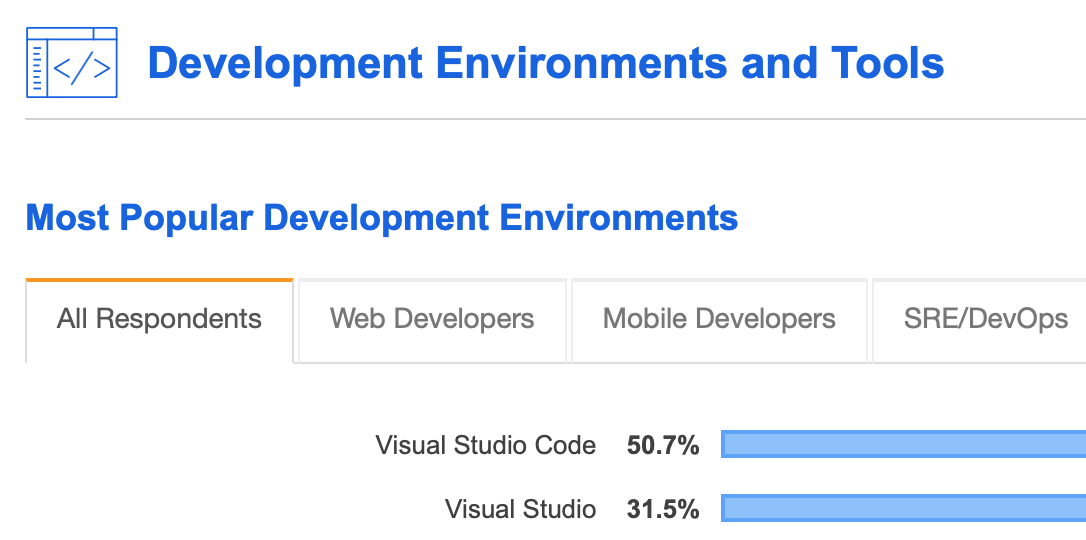 </>
Development Environments and Tools
Most Popular Development Environments
All Respondents
Web Developers
Mobile Developers
SRE/DevOps
Visual Studio Code 50.7%
Visual Studio 31.5%